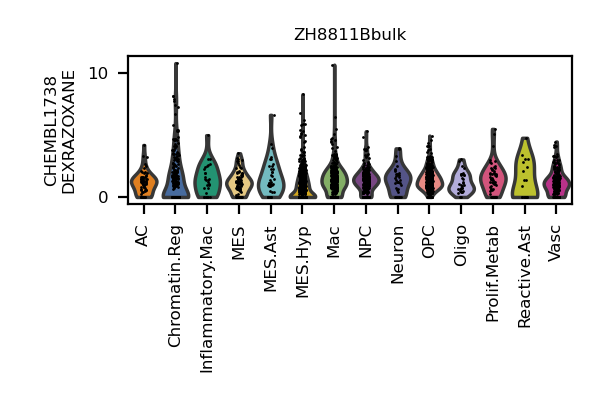 ZH8811Bbulk
CHEMBL1738
DEXRAZOXANE
10
0
AC
Chromatin.Reg
Inflammatory.Mac
MES
MES.Ast
MES.Hyp
Mac
NPC
Neuron
OPC
Oligo
Prolif.Metab
Reactive.Ast
Vasc